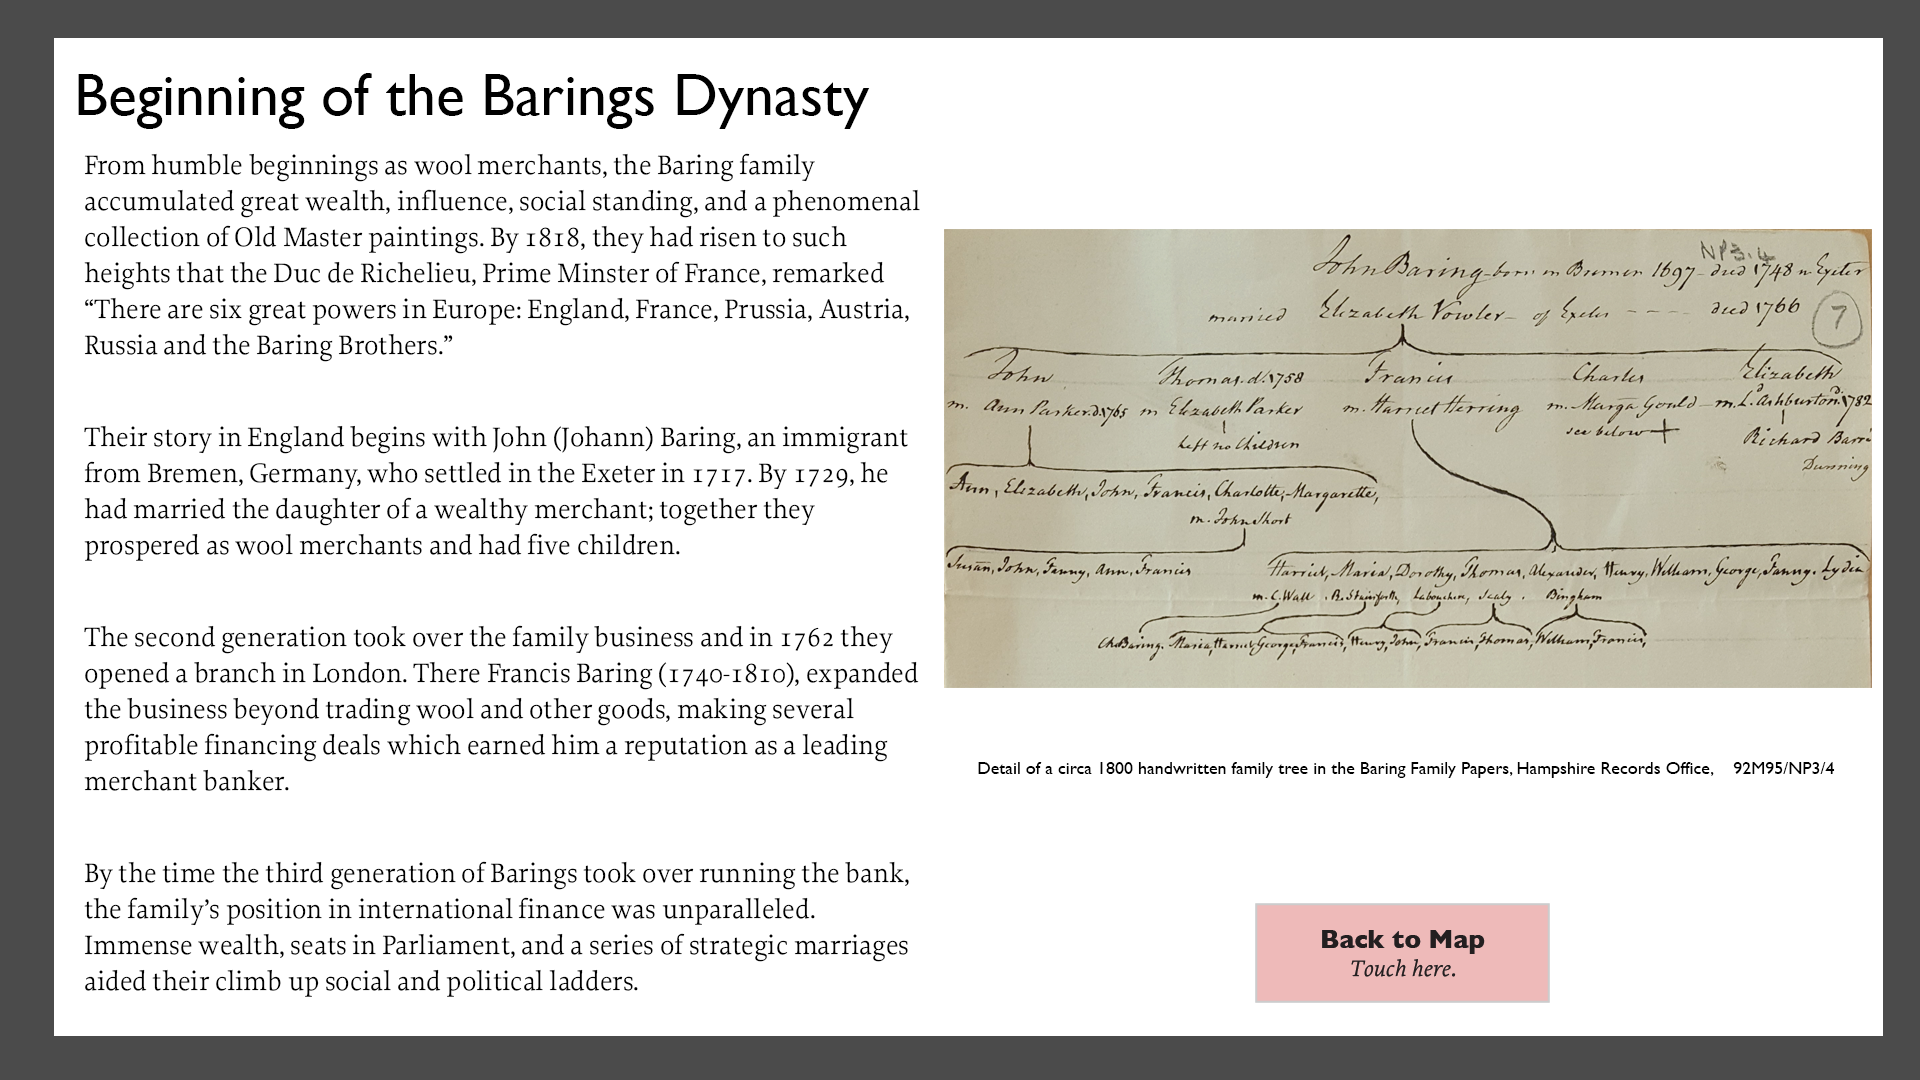 Beginning of the Barings Dynasty
From humble beginnings as wool merchants, the Baring family
accumulated great wealth, influence, social standing, and a phenomenal
collection of Old Master paintings. By 1818, they had risen to such
heights that the Duc de Richelieu, Prime Minster of France, remarked
“There are six great powers in Europe: England, France, Prussia, Austria,
Russia and the Baring Brothers.”
Their story in England begins with John (Johann) Baring, an immigrant
from Bremen, Germany, who settled in the Exeter in 1717. By 1729, he
had married the daughter of a wealthy merchant; together they
prospered as wool merchants and had five children.
The second generation took over the family business and in 1762 they
opened a branch in London. There Francis Baring (1740-1810), expanded
the business beyond trading wool and other goods, making several
profitable financing deals which earned him a reputation as a leading
merchant banker.
By the time the third generation of Barings took over running the bank,
the family’s position in international finance was unparalleled.
Immense wealth, seats in Parliament, and a series of strategic marriages
aided their climb up social and political ladders.
NP3.4
John Baring born in Bremen 1697 - died 1748 in Exeter
married Elizabeth Vowler - of Exeter - - - - died 1766
7
John Thomas. d. 1758 Francis Charles Elizabeth
m. Ann Parker. d. 1765 m Elizabeth Parker m. Harriet Herring m. Marga Gould - m. Ld. Ashburton. d. 1782
left no Children see below + Richard Barré
Dunning
Ann, Elizabeth, John, Francis, Charlotte, Margarette,
m. John Short
Susan, John, Fanny, Ann, Francis Harriet, Maria, Dorothy, Thomas, Alexander, Henry, William, George, Fanny. Lydia
m. C. Wall . R. Stainforth, Labouchere, Sealy . Bingham
Ch. Baring. Maria, Harriet, George, Francis, Henry, John, Francis, Thomas, William, Francis,
Detail of a circa 1800 handwritten family tree in the Baring Family Papers, Hampshire Records Office, 92M95/NP3/4
Back to Map
Touch here.